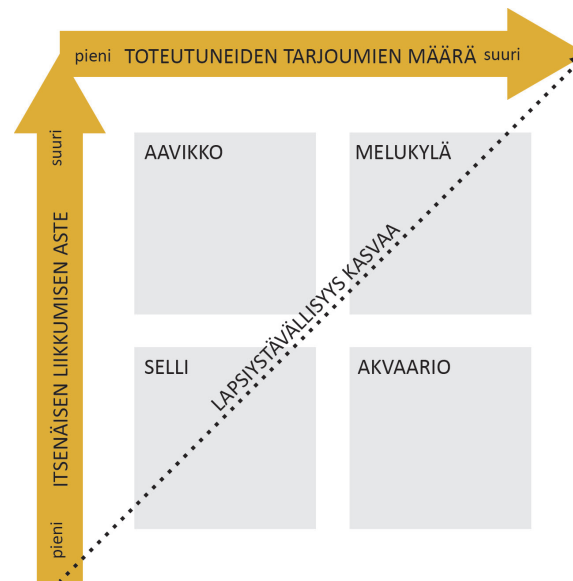 pieni TOTEUTUNEIDEN TARJOUMIEN MÄÄRÄ suuri
pieni ITSENÄISEN LIIKKUMISEN ASTE suuri
AAVIKKO
MELUKYLÄ
LAPSIYSTÄVÄLLISYYS KASVAA
SELLI
AKVAARIO